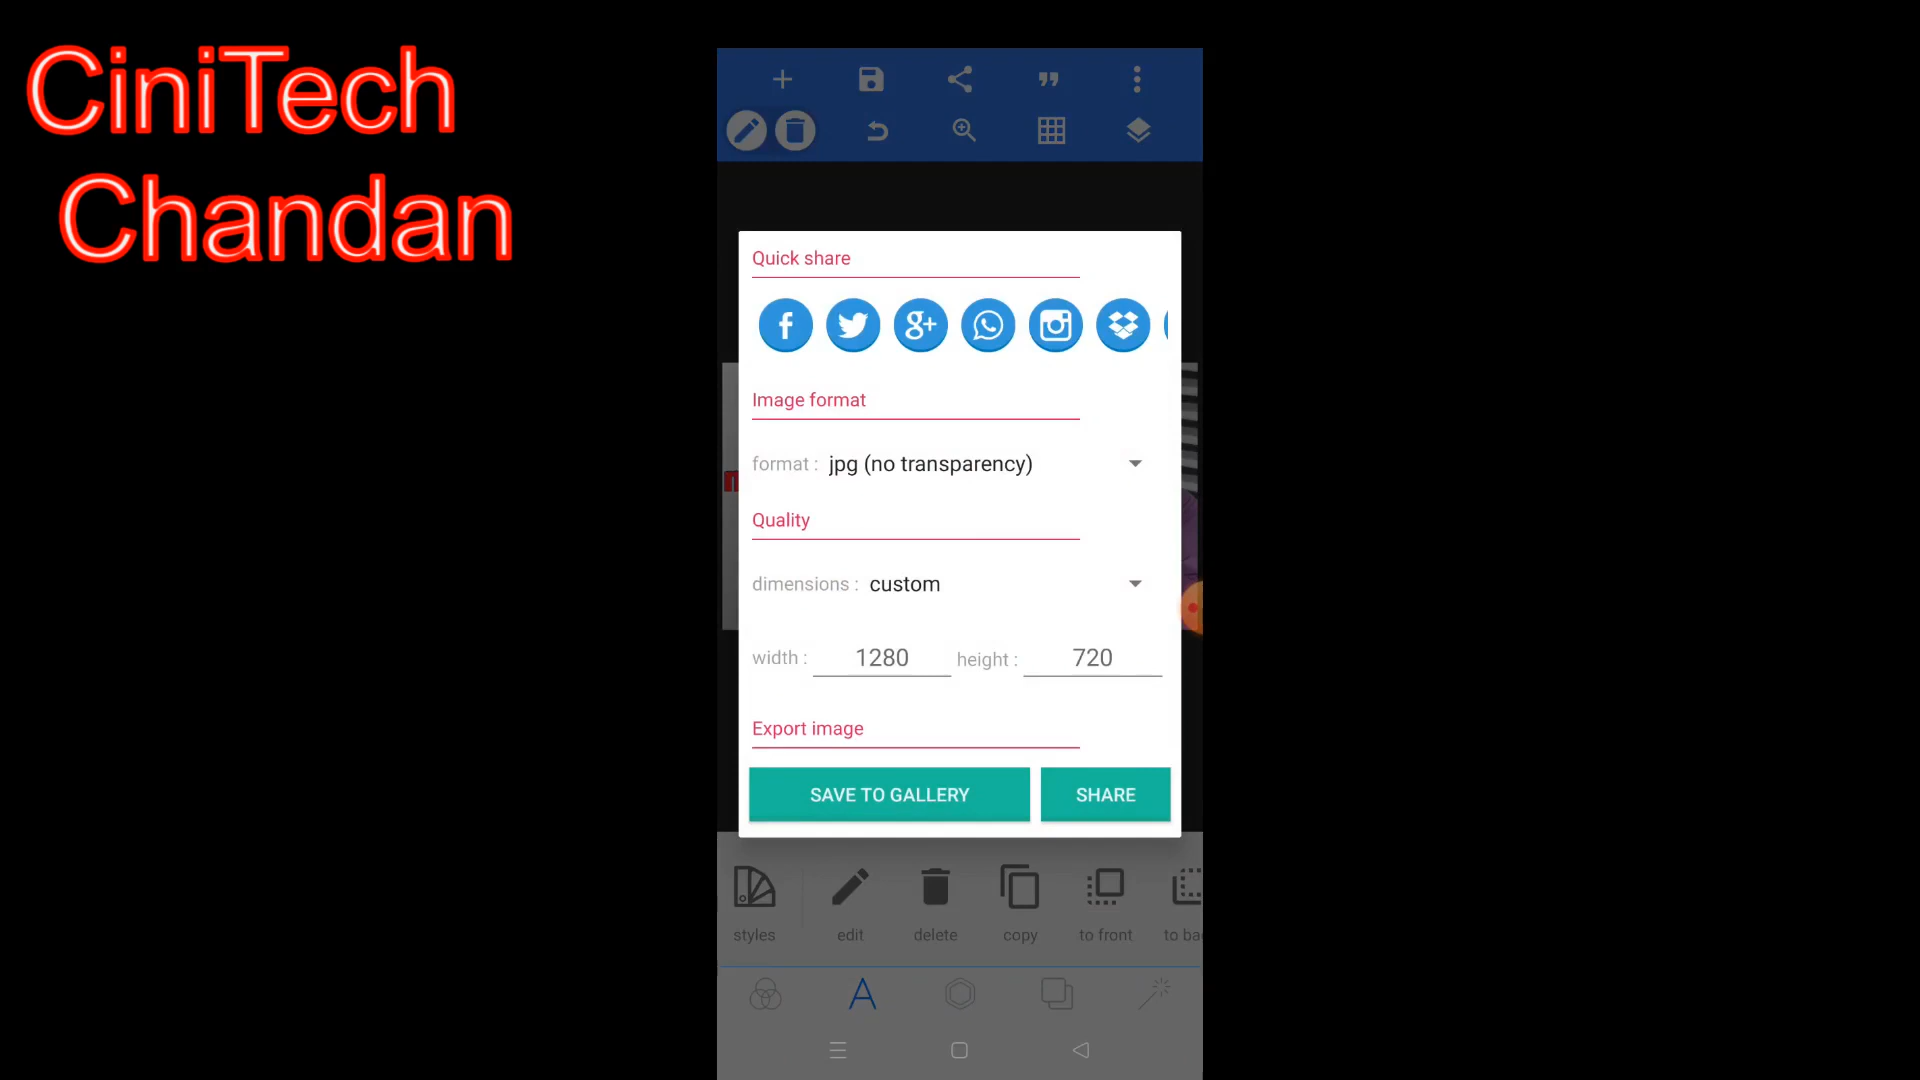 CiniTech
Chandan
Quick share
Image format
format : jpg (no transparency)
Quality
dimensions : custom
width : 1280 height : 720
Export image
SAVE TO GALLERY SHARE
styles edit delete copy to front to ba